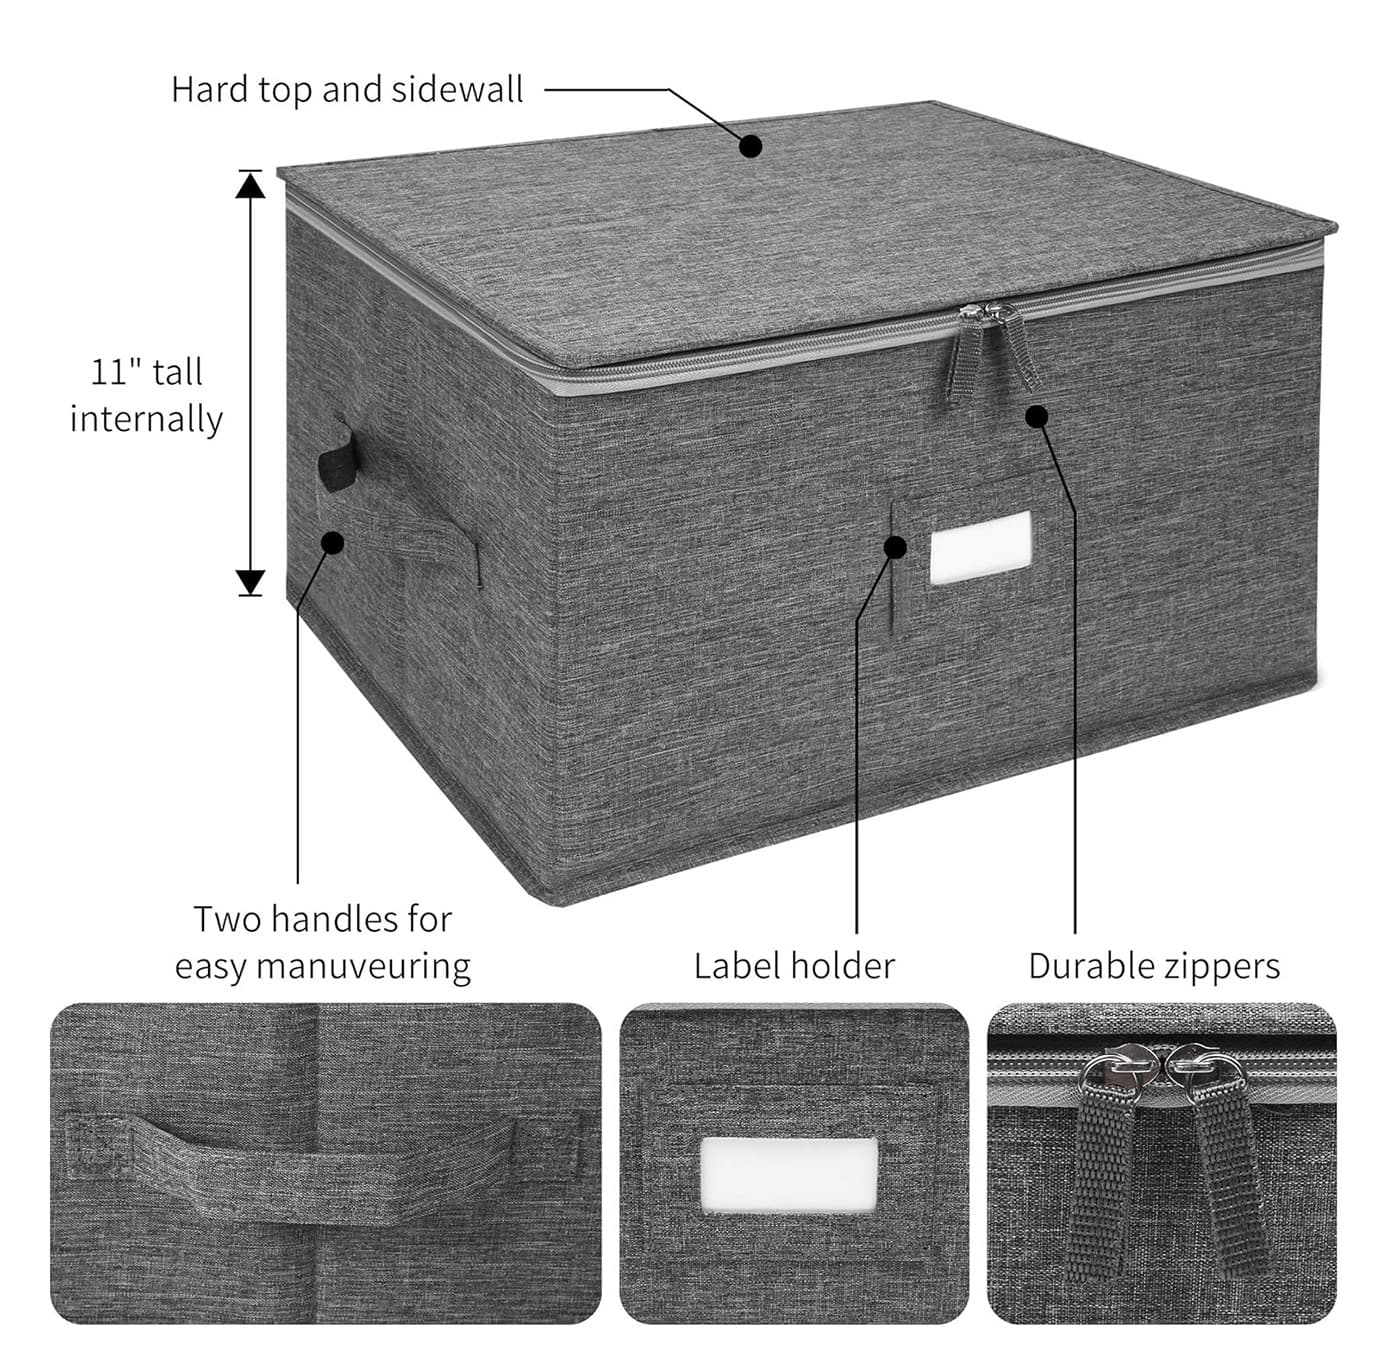 Hard top and sidewall
11" tall
internally
Two handles for
easy manuveuring
Label holder
Durable zippers